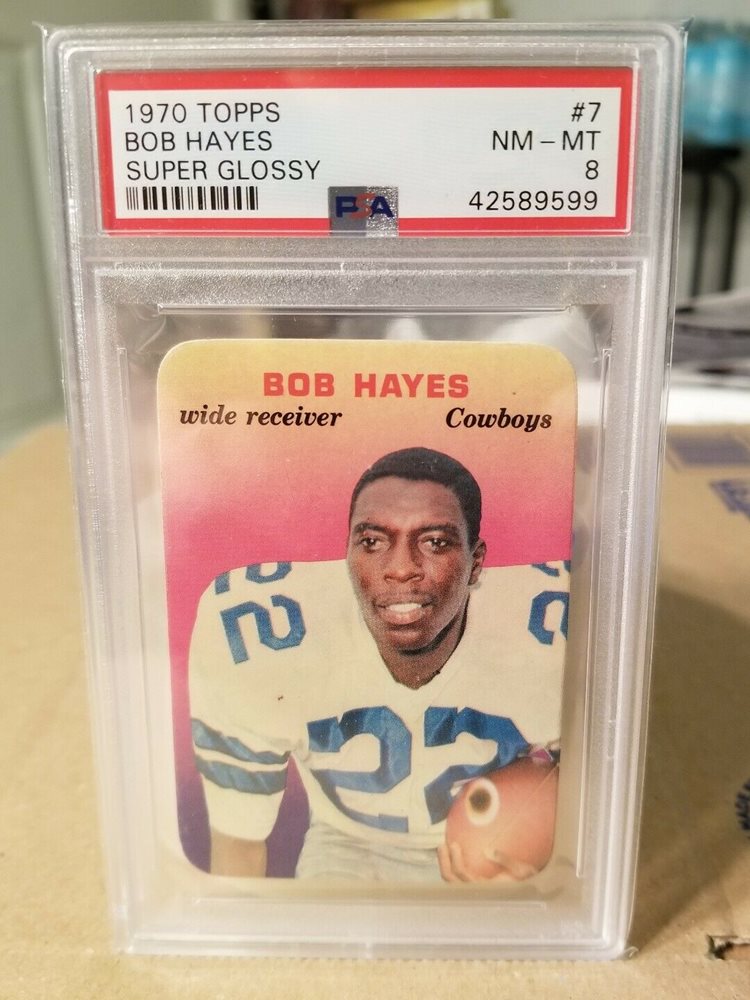 1970 TOPPS #7
BOB HAYES NM - MT
SUPER GLOSSY 8
PSA 42589599
BOB HAYES
wide receiver Cowboys
22 22
22